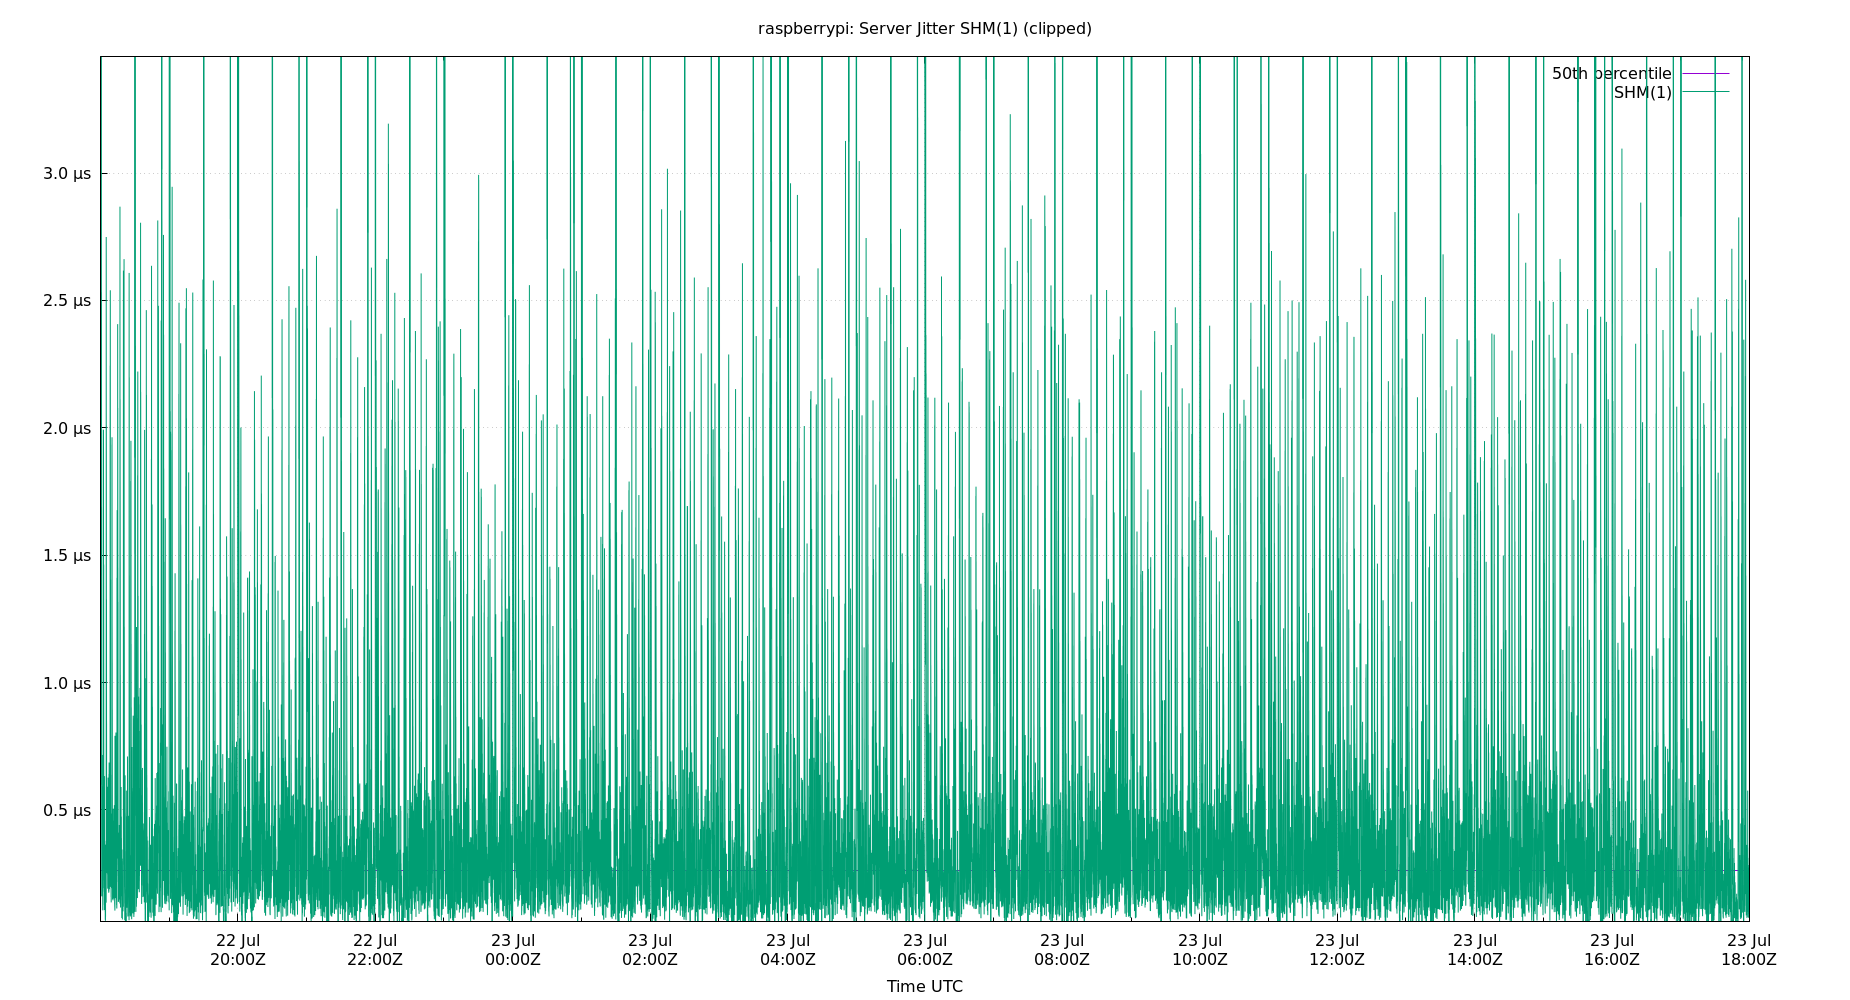 raspberrypi: Server Jitter SHM(1) (clipped)
50th percentile
SHM(1)
3.0 µs
2.5 µs
2.0 µs
1.5 µs
1.0 µs
0.5 µs
22 Jul 22 Jul 23 Jul 23 Jul 23 Jul 23 Jul 23 Jul 23 Jul 23 Jul 23 Jul 23 Jul 23 Jul
20:00Z 22:00Z 00:00Z 02:00Z 04:00Z 06:00Z 08:00Z 10:00Z 12:00Z 14:00Z 16:00Z 18:00Z
Time UTC